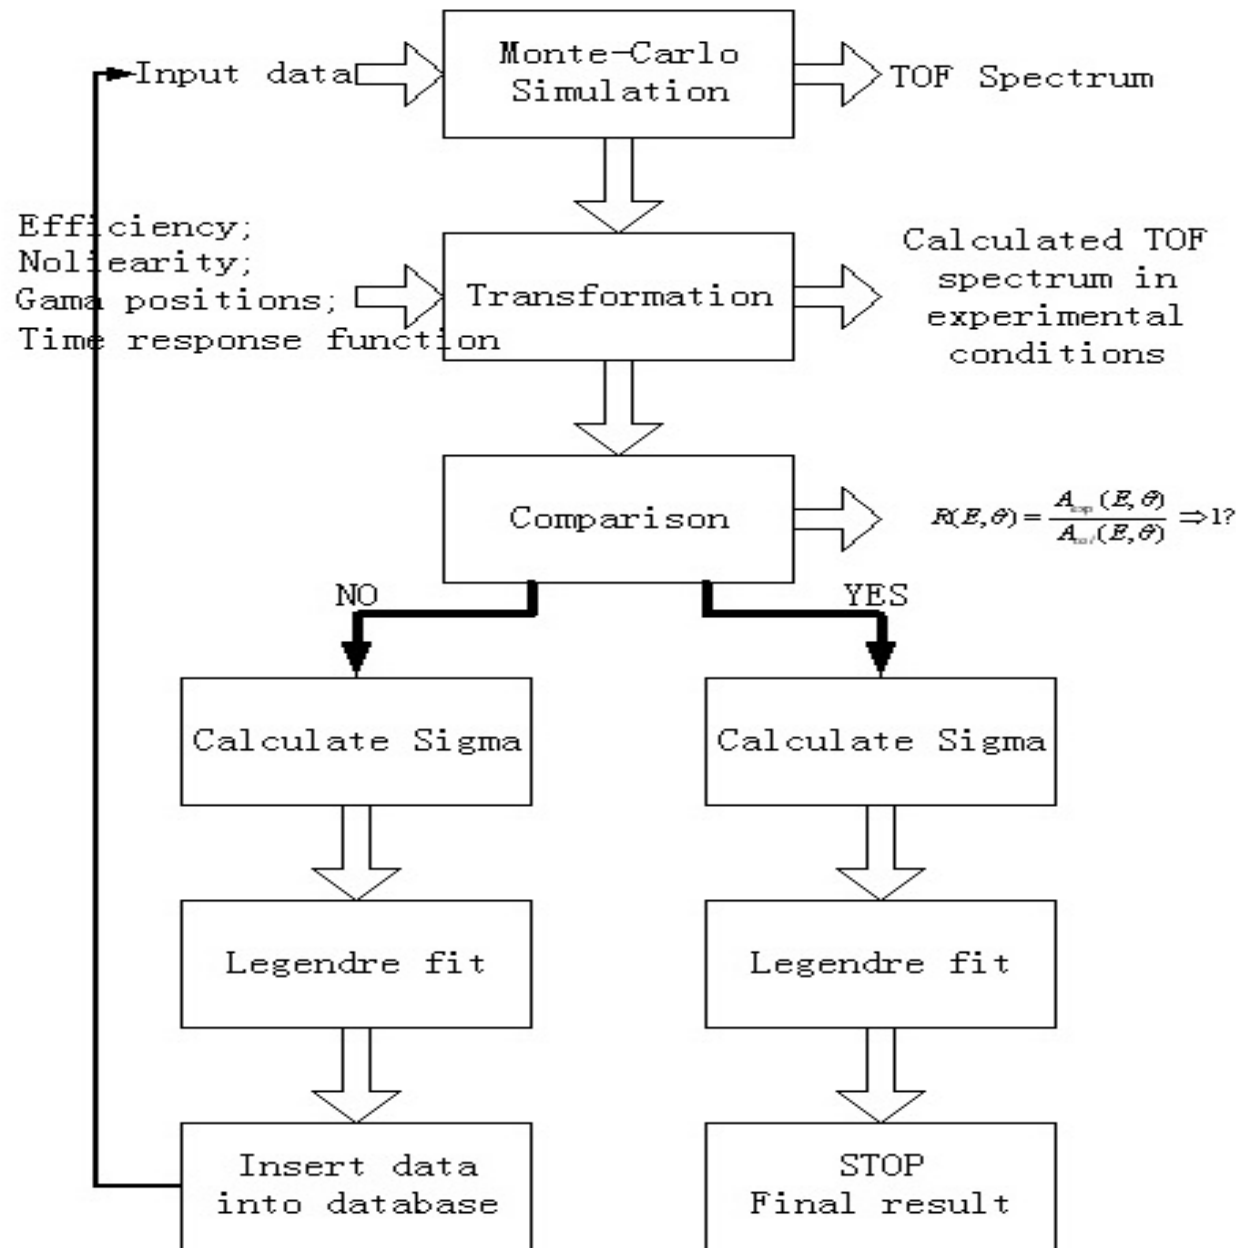 Monte-Carlo
Simulation
Input data
TOF Spectrum
Efficiency;
Noliearity;
Gama positions;
Time response function
Transformation
Calculated TOF
spectrum in
experimental
conditions
Comparison
R(E,θ)= A (E,θ) / A (E,θ) ⇒1?
NO
YES
Calculate Sigma
Calculate Sigma
Legendre fit
Legendre fit
Insert data
into database
STOP
Final result